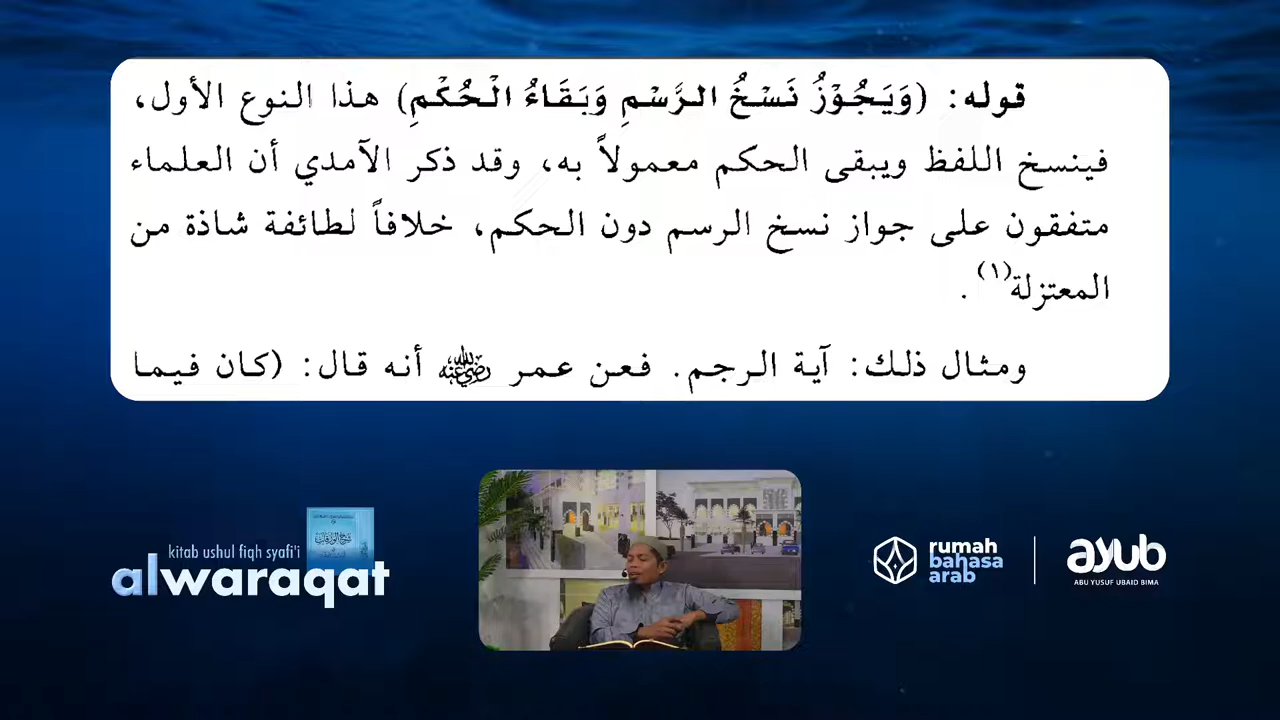 قوله: (وَيَجُوْزُ نَسْخُ الرَّسْمِ وَبَقَاءُ الْحُكْمِ) هذا النوع الأول،
فينسخ اللفظ ويبقى الحكم معمولاً به، وقد ذكر الآمدي أن العلماء
متفقون على جواز نسخ الرسم دون الحكم، خلافاً لطائفة شاذة من
المعتزلة(١).
ومثال ذلك: آية الرجم. فعن عمر رضي الله عنه أنه قال: (كان فيما
kitab ushul fiqh syafi'i
alwaraqat
شرح الورقات
rumah
bahasa
arab
ayub
ABU YUSUF UBAID BIMA